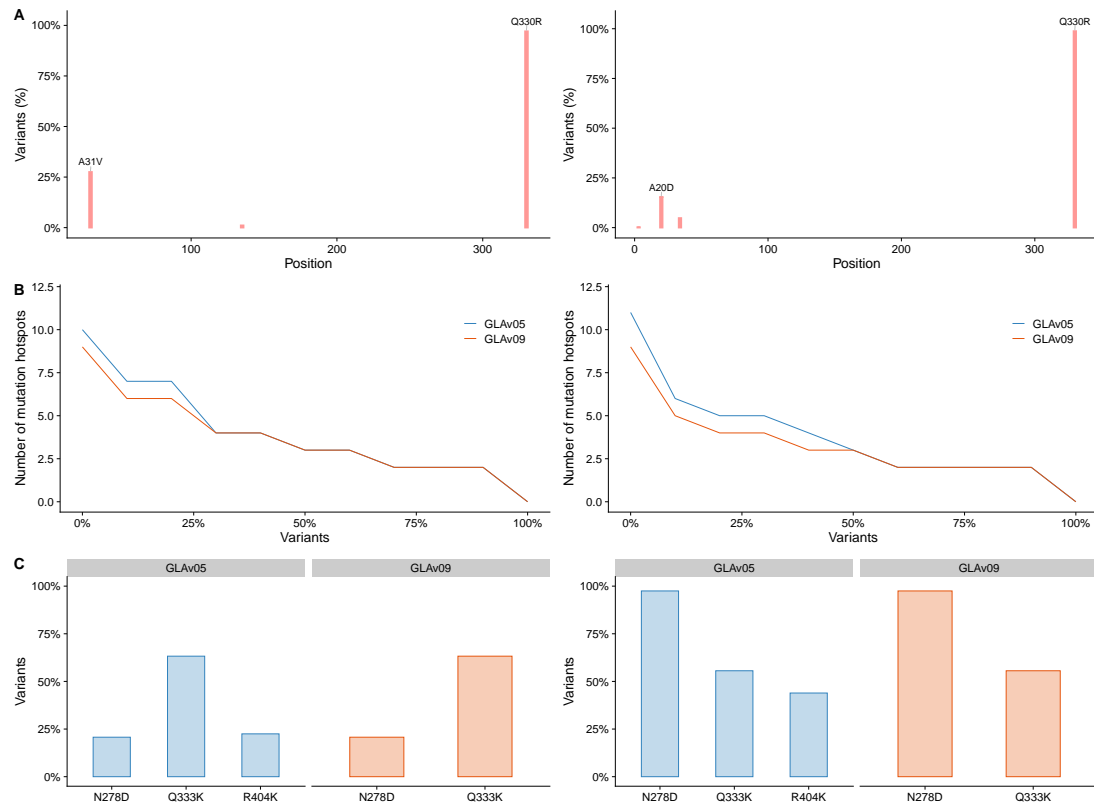 A
Variants (%)
100%
75%
50%
25%
0%
A31V
Q330R
100
200
300
Position
Variants (%)
100%
75%
50%
25%
0%
A20D
Q330R
0
100
200
300
Position
B
Number of mutation hotspots
12.5
10.0
7.5
5.0
2.5
0.0
GLAv05
GLAv09
0%
25%
50%
75%
100%
Variants
Number of mutation hotspots
12.5
10.0
7.5
5.0
2.5
0.0
GLAv05
GLAv09
0%
25%
50%
75%
100%
Variants
C
GLAv05
GLAv09
Variants
100%
75%
50%
25%
0%
N278D
Q333K
R404K
N278D
Q333K
GLAv05
GLAv09
Variants
100%
75%
50%
25%
0%
N278D
Q333K
R404K
N278D
Q333K